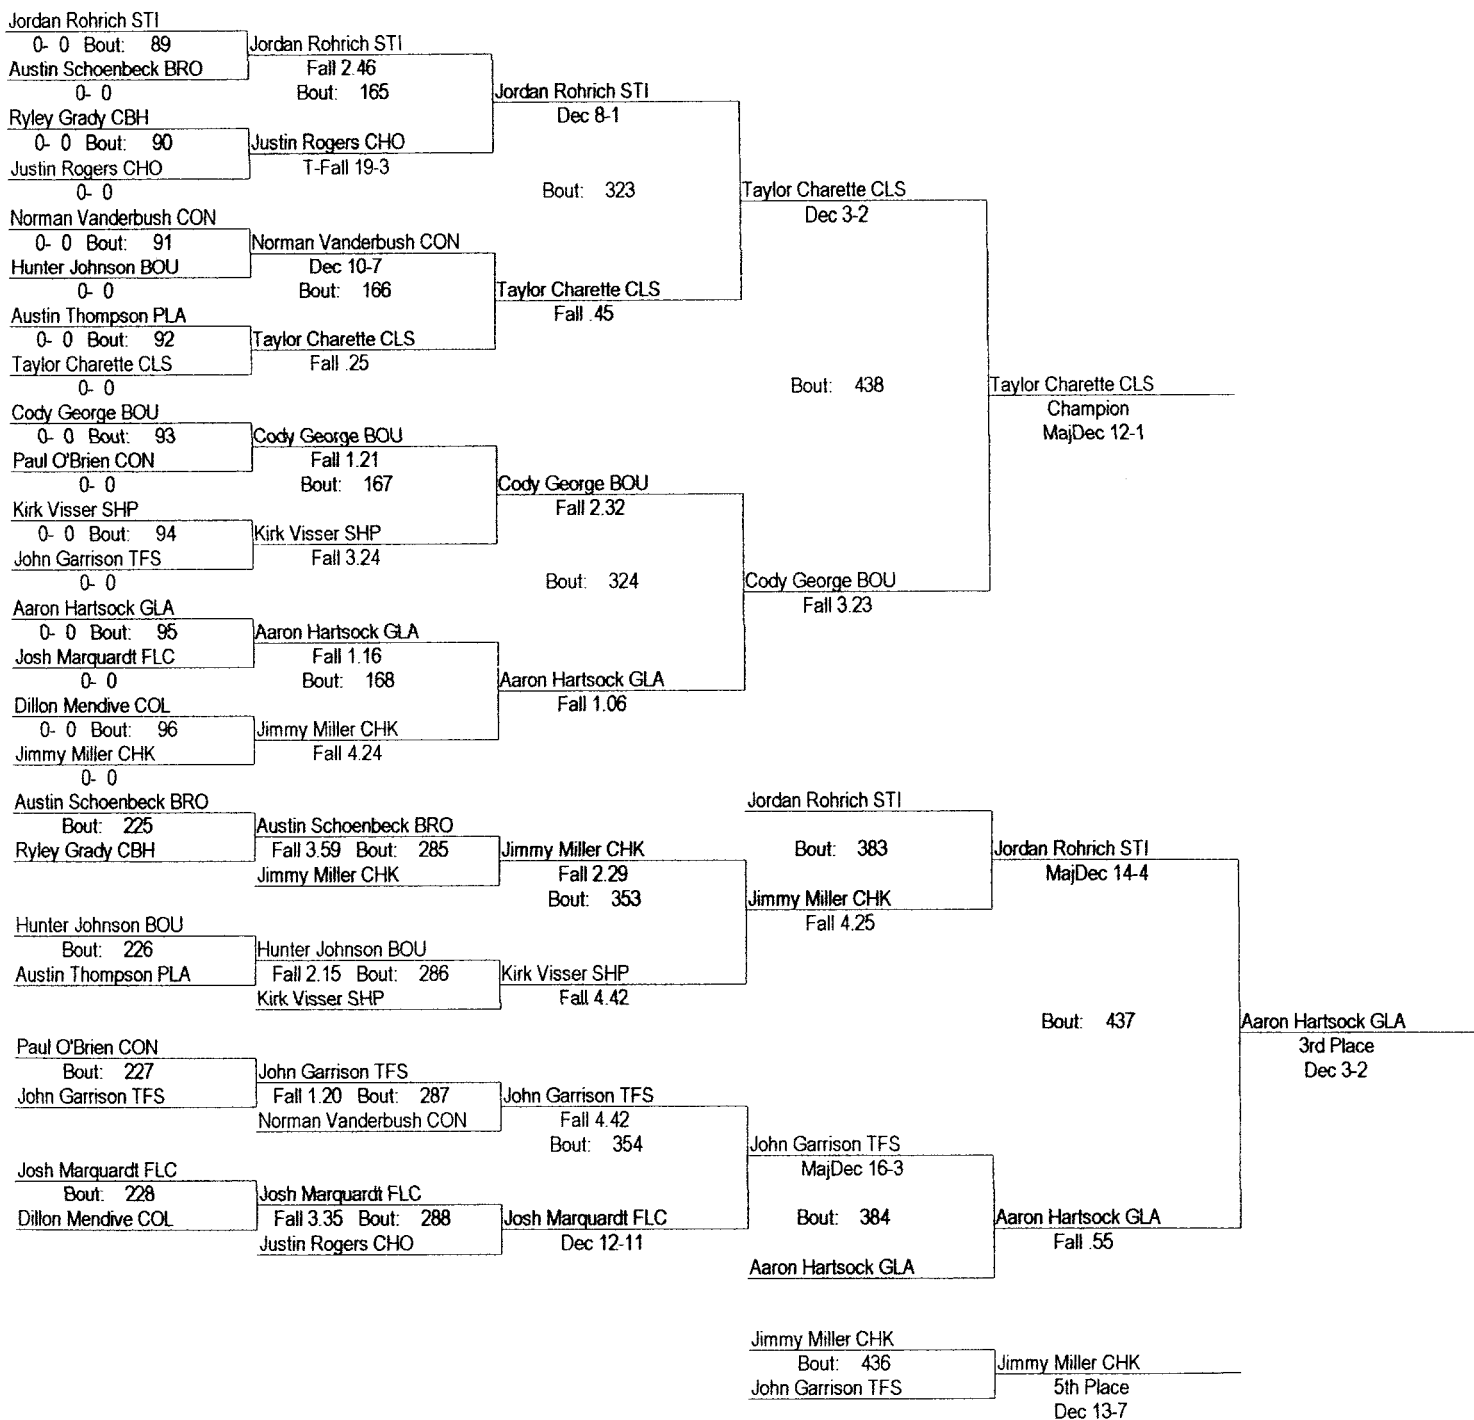 Jordan Rohrich STI
0- 0 Bout: 89
Austin Schoenbeck BRO
0- 0
Ryley Grady CBH
0- 0 Bout: 90
Justin Rogers CHO
0- 0
Norman Vanderbush CON
0- 0 Bout: 91
Hunter Johnson BOU
0- 0
Austin Thompson PLA
0- 0 Bout: 92
Taylor Charette CLS
0- 0
Cody George BOU
0- 0 Bout: 93
Paul O'Brien CON
0- 0
Kirk Visser SHP
0- 0 Bout: 94
John Garrison TFS
0- 0
Aaron Hartsock GLA
0- 0 Bout: 95
Josh Marquardt FLC
0- 0
Dillon Mendive COL
0- 0 Bout: 96
Jimmy Miller CHK
0- 0
Jordan Rohrich STI
Fall 2.46
Bout: 165
Justin Rogers CHO
T-Fall 19-3
Norman Vanderbush CON
Dec 10-7
Bout: 166
Taylor Charette CLS
Fall .25
Cody George BOU
Fall 1.21
Bout: 167
Kirk Visser SHP
Fall 3.24
Aaron Hartsock GLA
Fall 1.16
Bout: 168
Jimmy Miller CHK
Fall 4.24
Jordan Rohrich STI
Dec 8-1
Bout: 323
Taylor Charette CLS
Fall .45
Cody George BOU
Fall 2.32
Bout: 324
Aaron Hartsock GLA
Fall 1.06
Taylor Charette CLS
Dec 3-2
Bout: 438
Cody George BOU
Fall 3.23
Taylor Charette CLS
Champion
MajDec 12-1
Austin Schoenbeck BRO
Bout: 225
Ryley Grady CBH
Hunter Johnson BOU
Bout: 226
Austin Thompson PLA
Paul O'Brien CON
Bout: 227
John Garrison TFS
Josh Marquardt FLC
Bout: 228
Dillon Mendive COL
Austin Schoenbeck BRO
Fall 3.59 Bout: 285
Jimmy Miller CHK
Hunter Johnson BOU
Fall 2.15 Bout: 286
Kirk Visser SHP
John Garrison TFS
Fall 1.20 Bout: 287
Norman Vanderbush CON
Josh Marquardt FLC
Fall 3.35 Bout: 288
Justin Rogers CHO
Jimmy Miller CHK
Fall 2.29
Bout: 353
Kirk Visser SHP
Fall 4.42
John Garrison TFS
Fall 4.42
Bout: 354
Josh Marquardt FLC
Dec 12-11
Jordan Rohrich STI
Bout: 383
Jimmy Miller CHK
Fall 4.25
John Garrison TFS
MajDec 16-3
Bout: 384
Aaron Hartsock GLA
Jordan Rohrich STI
MajDec 14-4
Bout: 437
Aaron Hartsock GLA
Fall .55
Aaron Hartsock GLA
3rd Place
Dec 3-2
Jimmy Miller CHK
Bout: 436
John Garrison TFS
Jimmy Miller CHK
5th Place
Dec 13-7